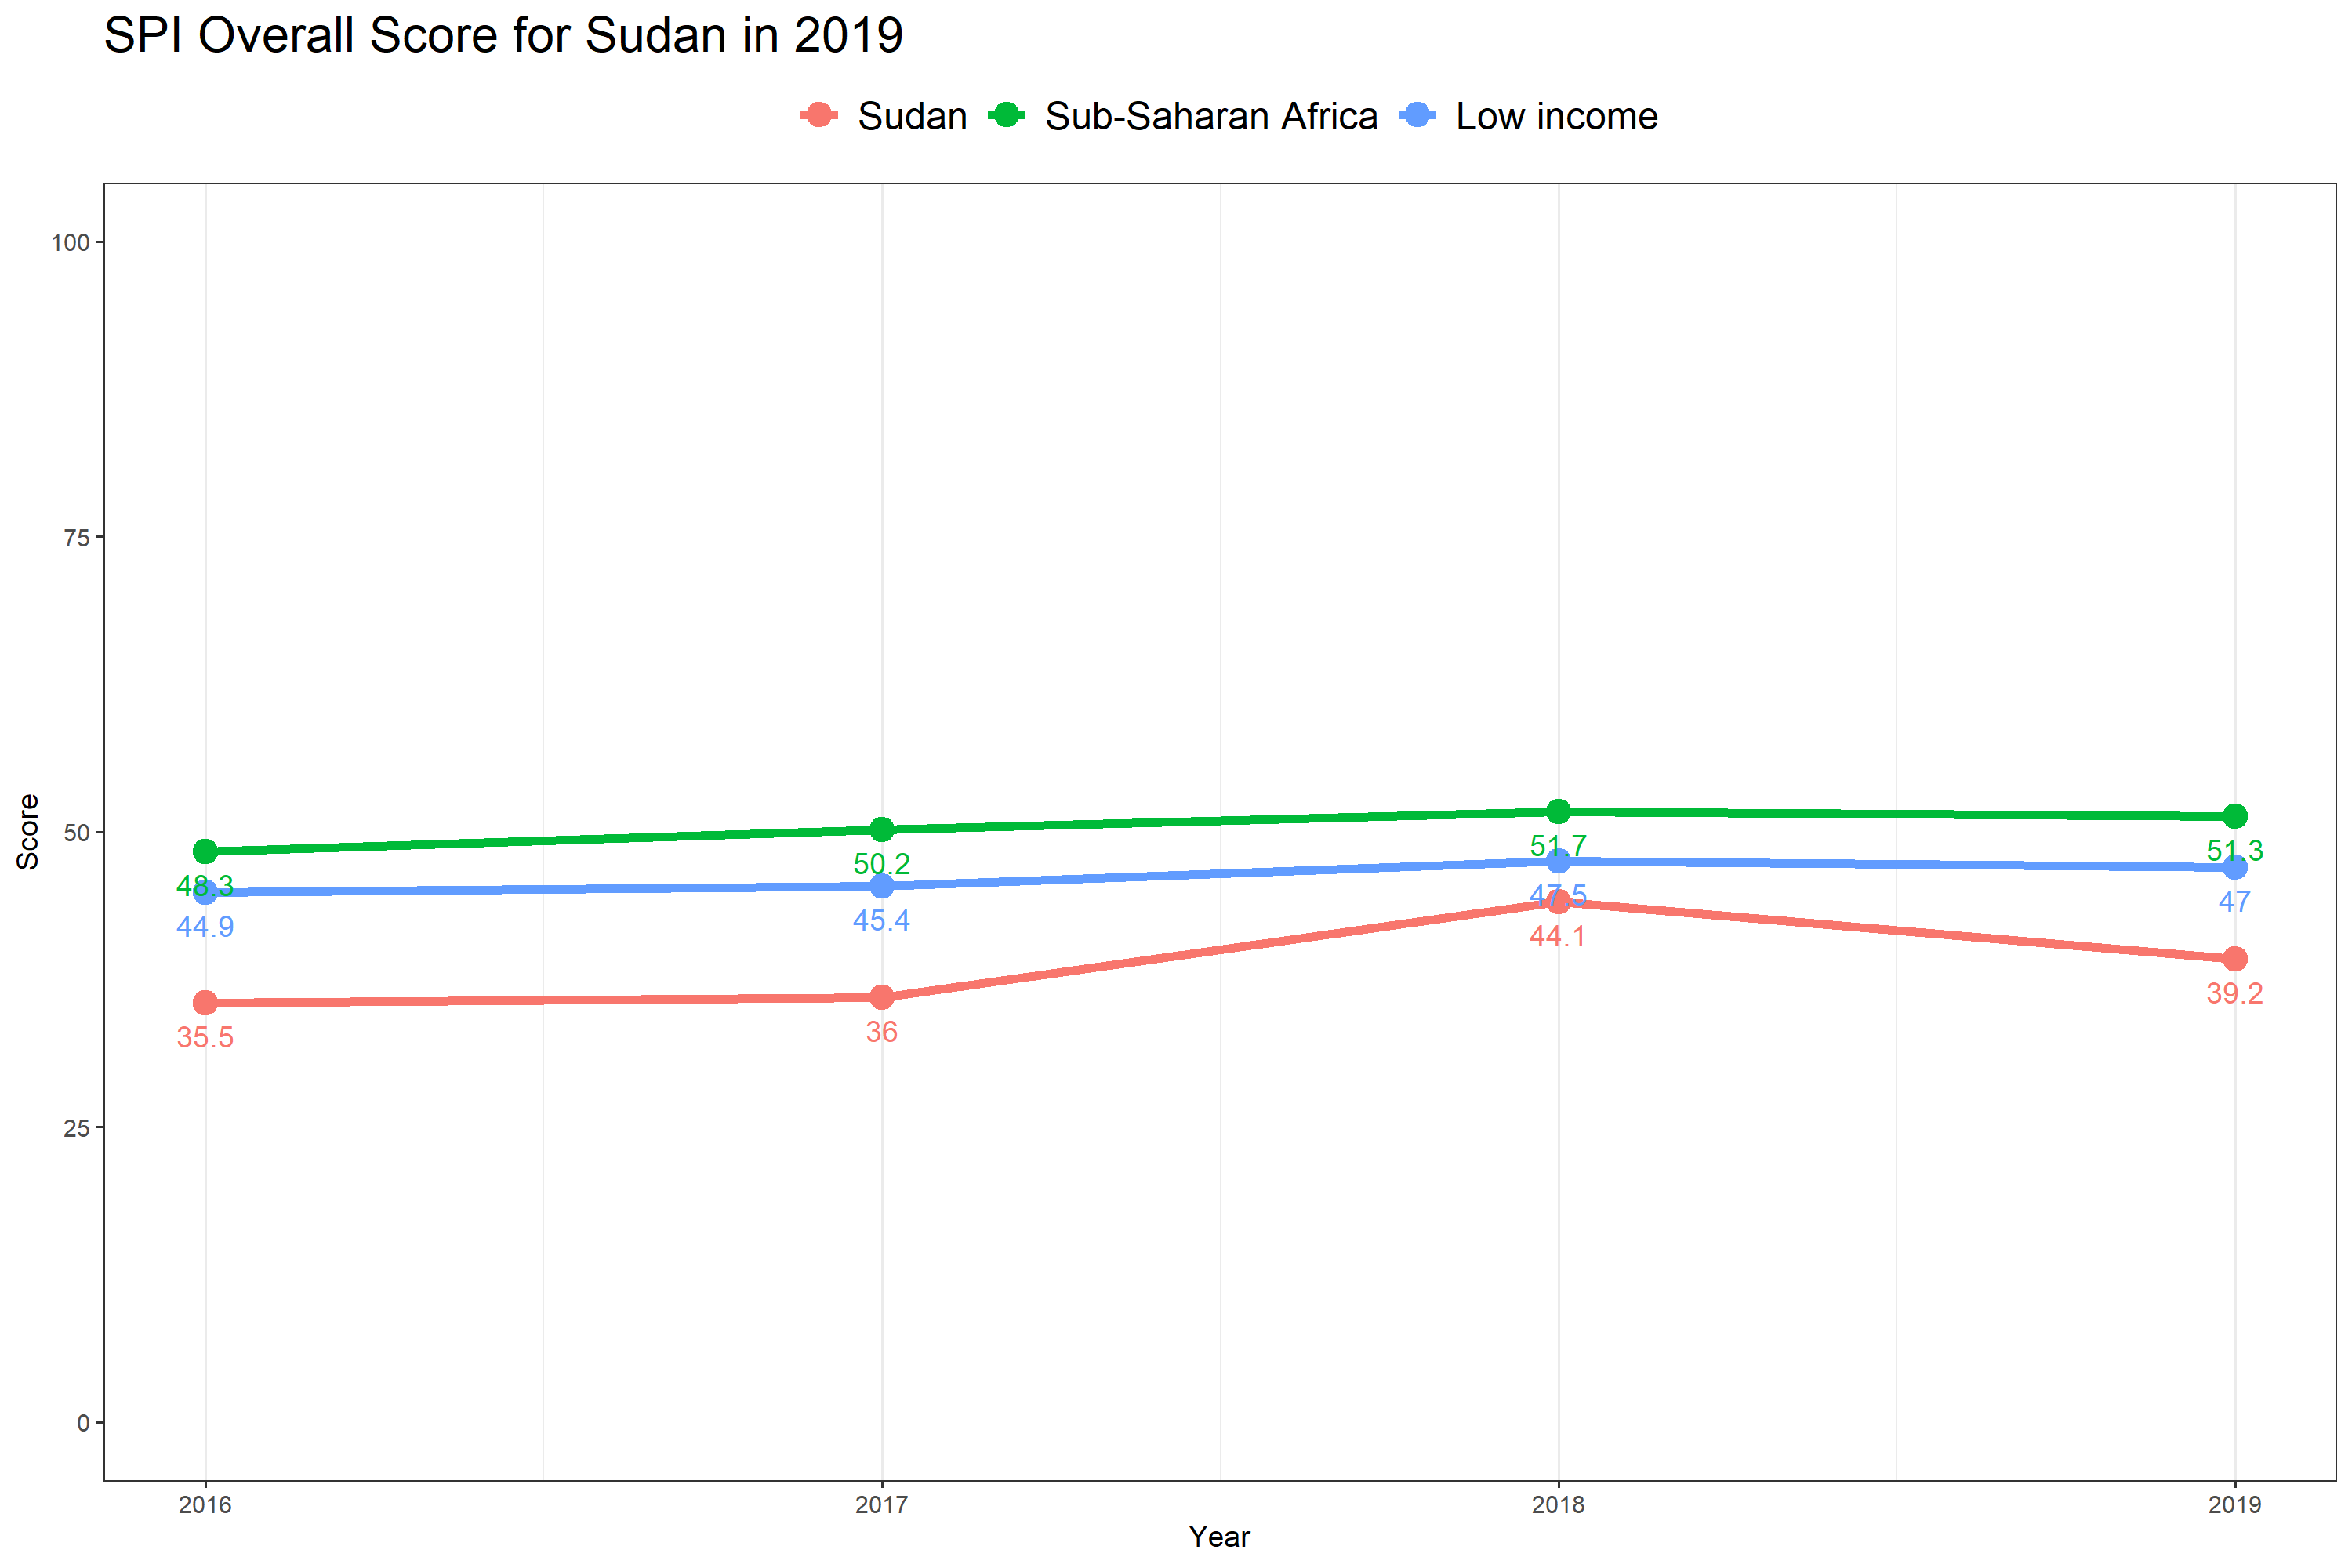 SPI Overall Score for Sudan in 2019
Sudan Sub-Saharan Africa Low income
100
75
50
25
0
Score
48.3 50.2 51.7 51.3
44.9 45.4 47.5 47
35.5 36 44.1 39.2
2016 2017 2018 2019
Year